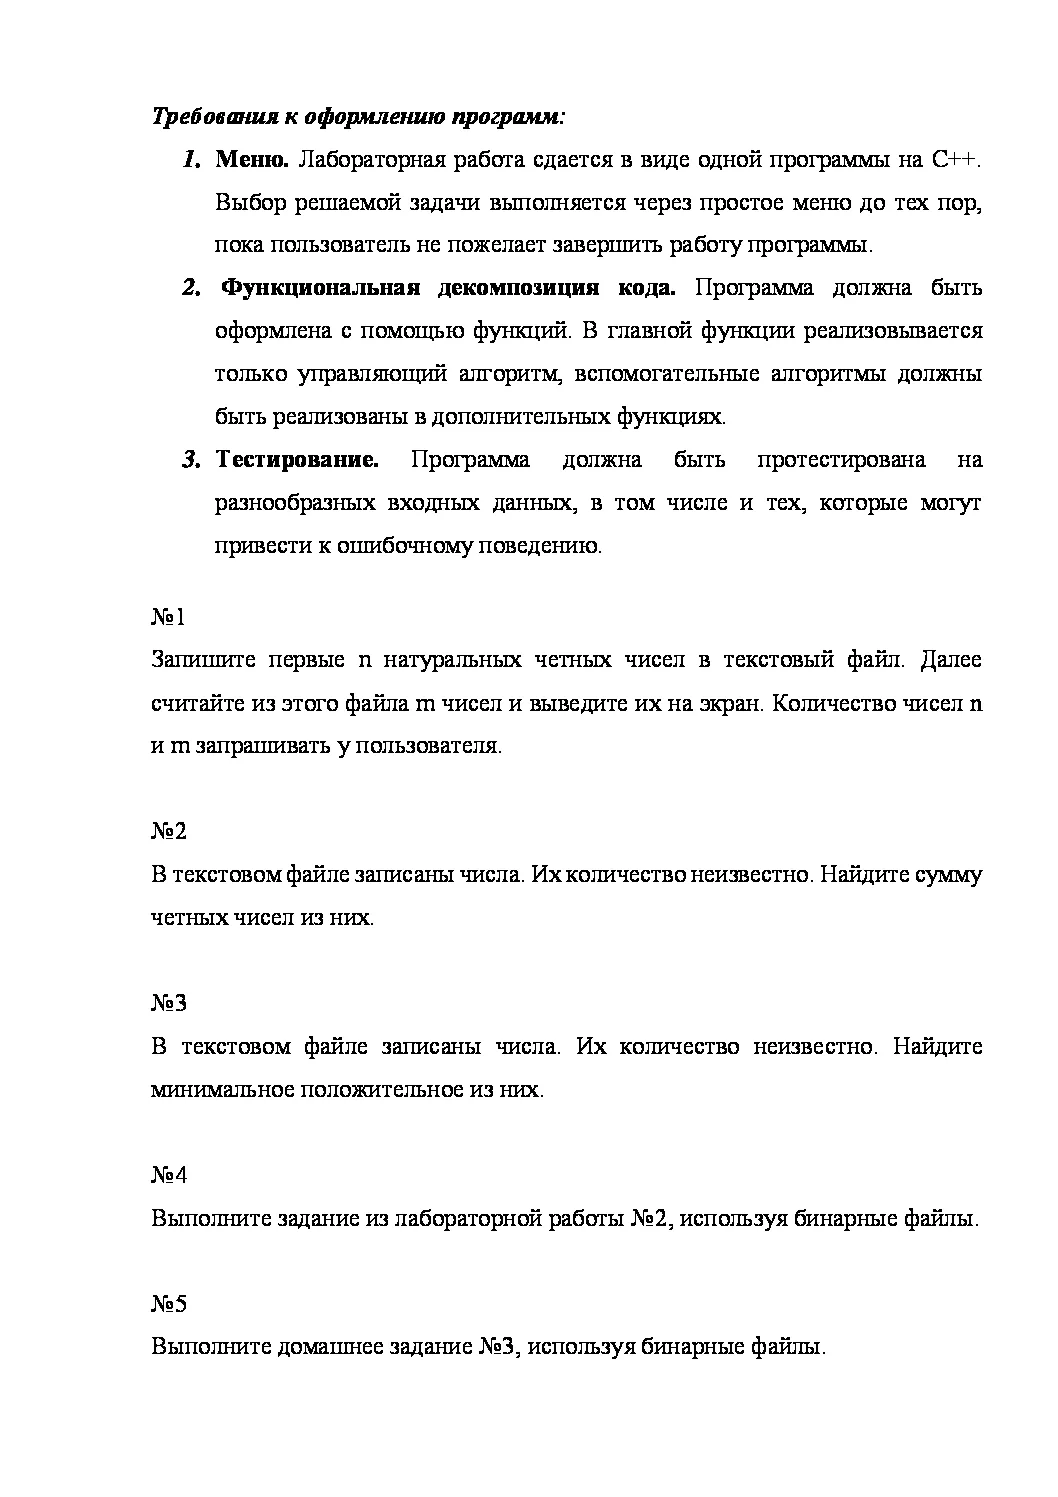 Требования к оформлению программ:
1. Меню. Лабораторная работа сдается в виде одной программы на С++.
Выбор решаемой задачи выполняется через простое меню до тех пор,
пока пользователь не пожелает завершить работу программы.
2. Функциональная декомпозиция кода. Программа должна быть
оформлена с помощью функций. В главной функции реализовывается
только управляющий алгоритм, вспомогательные алгоритмы должны
быть реализованы в дополнительных функциях.
3. Тестирование. Программа должна быть протестирована на
разнообразных входных данных, в том числе и тех, которые могут
привести к ошибочному поведению.
№1
Запишите первые n натуральных четных чисел в текстовый файл. Далее
считайте из этого файла m чисел и выведите их на экран. Количество чисел n
и m запрашивать у пользователя.
№2
В текстовом файле записаны числа. Их количество неизвестно. Найдите сумму
четных чисел из них.
№3
В текстовом файле записаны числа. Их количество неизвестно. Найдите
минимальное положительное из них.
№4
Выполните задание из лабораторной работы №2, используя бинарные файлы.
№5
Выполните домашнее задание №3, используя бинарные файлы.